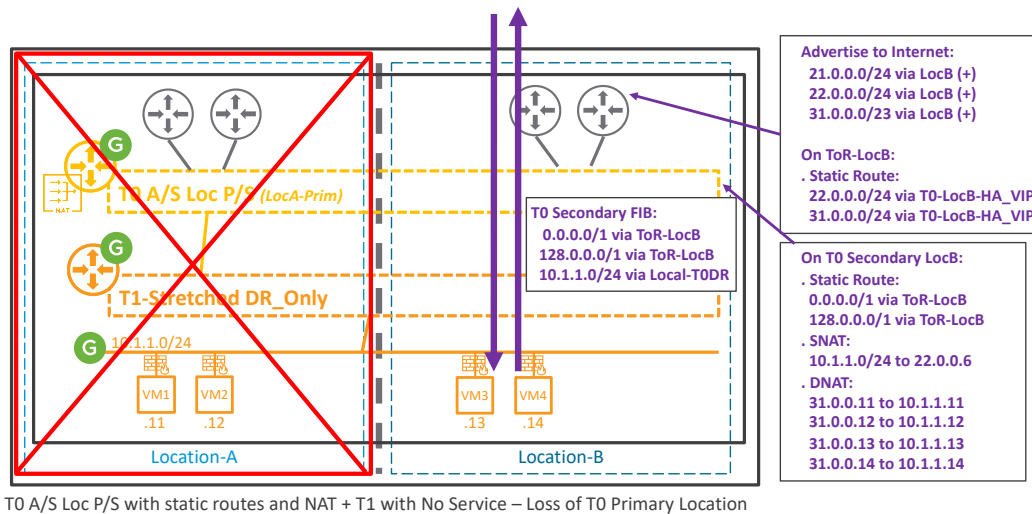 Advertise to Internet:
21.0.0.0/24 via LocB (+)
22.0.0.0/24 via LocB (+)
31.0.0.0/23 via LocB (+)
On ToR-LocB:
. Static Route:
22.0.0.0/24 via T0-LocB-HA_VIP
31.0.0.0/24 via T0-LocB-HA_VIP
G
NAT
T0 A/S Loc P/S (LocA-Prim)
T0 Secondary FIB:
0.0.0.0/1 via ToR-LocB
128.0.0.0/1 via ToR-LocB
10.1.1.0/24 via Local-T0DR
G
T1-Stretched DR_Only
On T0 Secondary LocB:
. Static Route:
0.0.0.0/1 via ToR-LocB
128.0.0.0/1 via ToR-LocB
. SNAT:
10.1.1.0/24 to 22.0.0.6
. DNAT:
31.0.0.11 to 10.1.1.11
31.0.0.12 to 10.1.1.12
31.0.0.13 to 10.1.1.13
31.0.0.14 to 10.1.1.14
G
10.1.1.0/24
VM1 VM2 VM3 VM4
.11 .12 .13 .14
Location-A Location-B
T0 A/S Loc P/S with static routes and NAT + T1 with No Service – Loss of T0 Primary Location